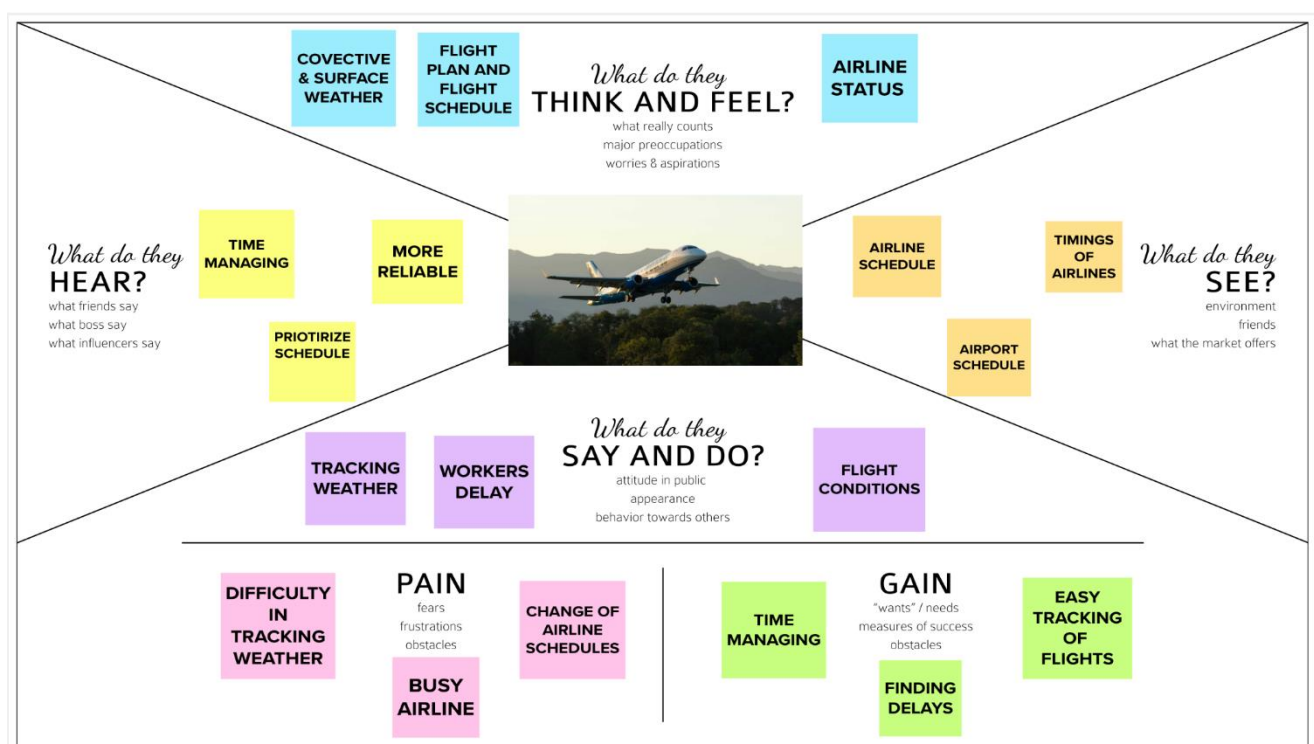 COVECTIVE
& SURFACE
WEATHER
FLIGHT
PLAN AND
FLIGHT
SCHEDULE
What do they
THINK AND FEEL?
what really counts
major preoccupations
worries & aspirations
AIRLINE
STATUS
What do they
HEAR?
what friends say
what boss say
what influencers say
TIME
MANAGING
MORE
RELIABLE
PRIOTIRIZE
SCHEDULE
AIRLINE
SCHEDULE
TIMINGS
OF
AIRLINES
AIRPORT
SCHEDULE
What do they
SEE?
environment
friends
what the market offers
TRACKING
WEATHER
WORKERS
DELAY
What do they
SAY AND DO?
attitude in public
appearance
behavior towards others
FLIGHT
CONDITIONS
DIFFICULTY
IN
TRACKING
WEATHER
PAIN
fears
frustrations
obstacles
BUSY
AIRLINE
CHANGE OF
AIRLINE
SCHEDULES
TIME
MANAGING
GAIN
"wants" / needs
measures of success
obstacles
FINDING
DELAYS
EASY
TRACKING
OF
FLIGHTS